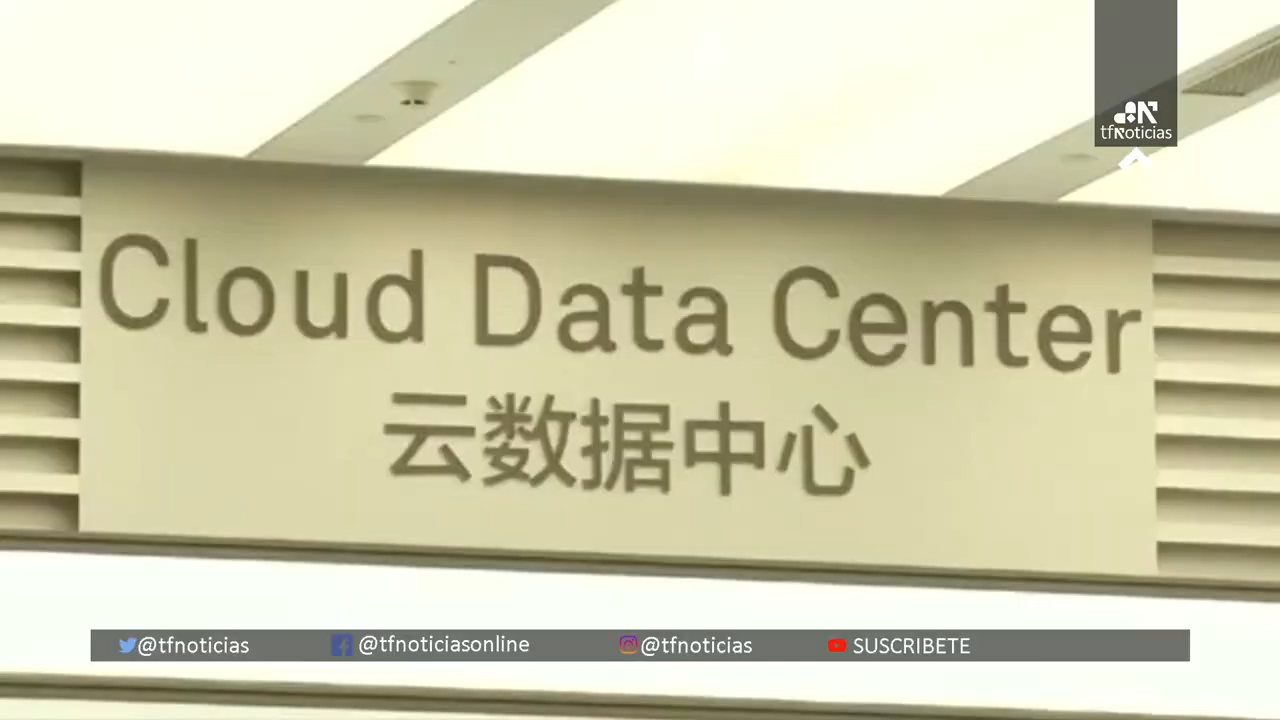 tfNoticias
Cloud Data Center
云数据中心
@tfnoticias @tfnoticiasonline @tfnoticias SUSCRIBETE